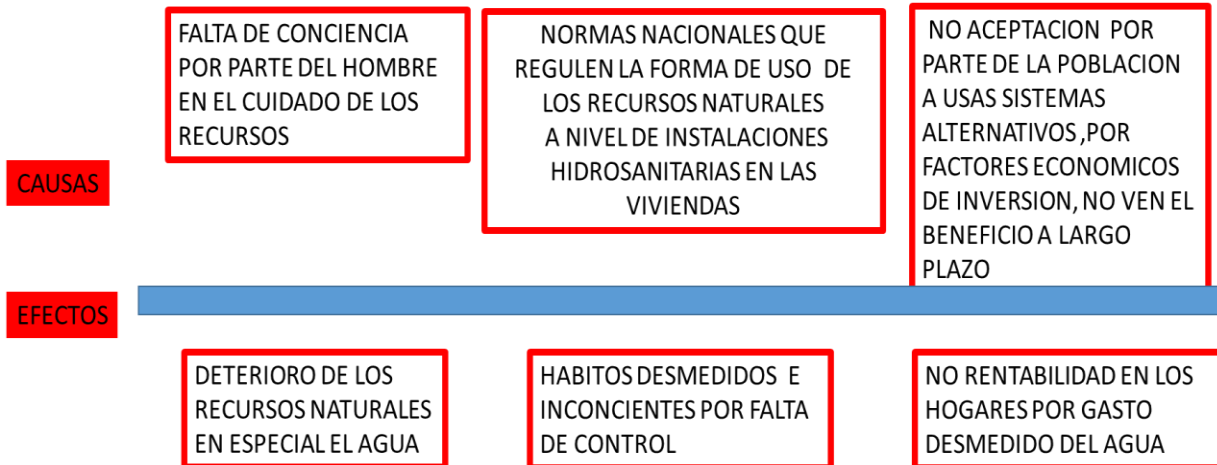 FALTA DE CONCIENCIA
POR PARTE DEL HOMBRE
EN EL CUIDADO DE LOS
RECURSOS
NORMAS NACIONALES QUE
REGULEN LA FORMA DE USO DE
LOS RECURSOS NATURALES
A NIVEL DE INSTALACIONES
HIDROSANITARIAS EN LAS
VIVIENDAS
NO ACEPTACION POR
PARTE DE LA POBLACION
A USAS SISTEMAS
ALTERNATIVOS ,POR
FACTORES ECONOMICOS
DE INVERSION, NO VEN EL
BENEFICIO A LARGO
PLAZO
CAUSAS
EFECTOS
DETERIORO DE LOS
RECURSOS NATURALES
EN ESPECIAL EL AGUA
HABITOS DESMEDIDOS E
INCONCIENTES POR FALTA
DE CONTROL
NO RENTABILIDAD EN LOS
HOGARES POR GASTO
DESMEDIDO DEL AGUA